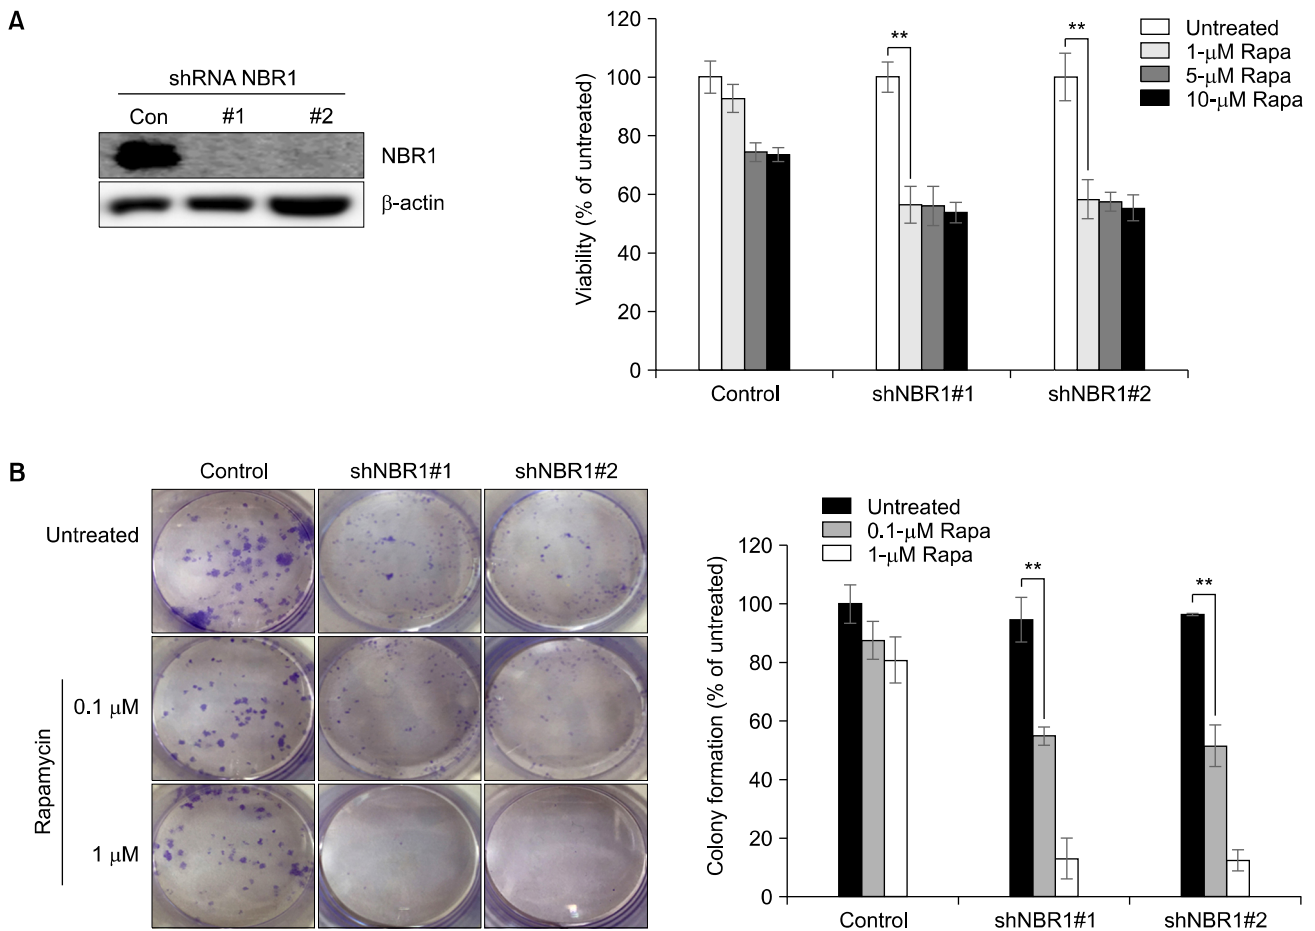 A
shRNA NBR1
Con #1 #2
NBR1
β-actin
Viability (% of untreated)
120
100
80
60
40
20
0
** **
Untreated
1-μM Rapa
5-μM Rapa
10-μM Rapa
Control shNBR1#1 shNBR1#2
B
Control shNBR1#1 shNBR1#2
Untreated
Rapamycin
0.1 μM
1 μM
Untreated
0.1-μM Rapa
1-μM Rapa
Colony formation (% of untreated)
120
100
80
60
40
20
0
** **
Control shNBR1#1 shNBR1#2